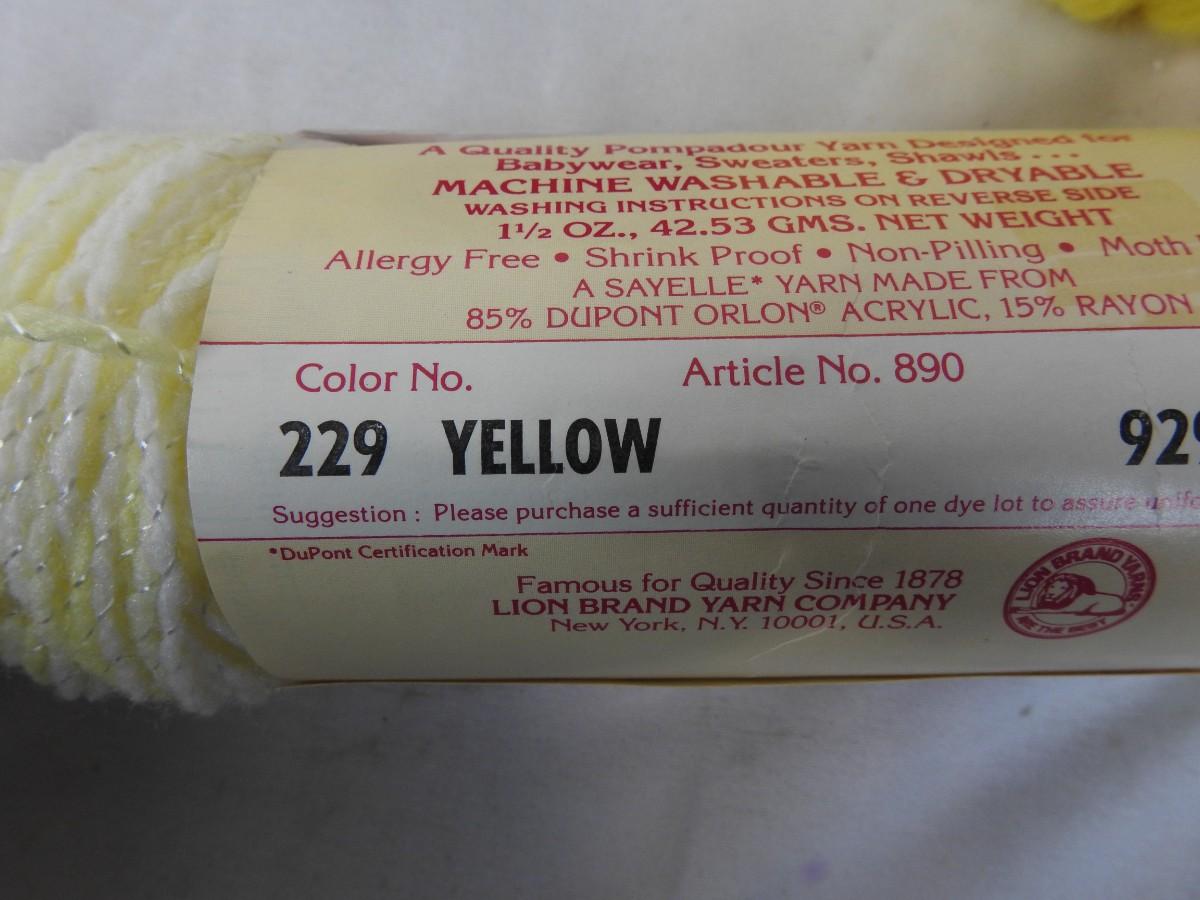 A Quality Pompadour Yarn Designed for
Babywear, Sweaters, Shawls . . .
MACHINE WASHABLE & DRYABLE
WASHING INSTRUCTIONS ON REVERSE SIDE
1 1/2 OZ., 42.53 GMS. NET WEIGHT
Allergy Free • Shrink Proof • Non-Pilling • Moth
A SAYELLE* YARN MADE FROM
85% DUPONT ORLON® ACRYLIC, 15% RAYON
Color No. Article No. 890
229 YELLOW 929
Suggestion : Please purchase a sufficient quantity of one dye lot to assure
*DuPont Certification Mark
Famous for Quality Since 1878
LION BRAND YARN COMPANY
New York, N.Y. 10001, U.S.A.
LION BRAND YARNS
ARE THE BEST